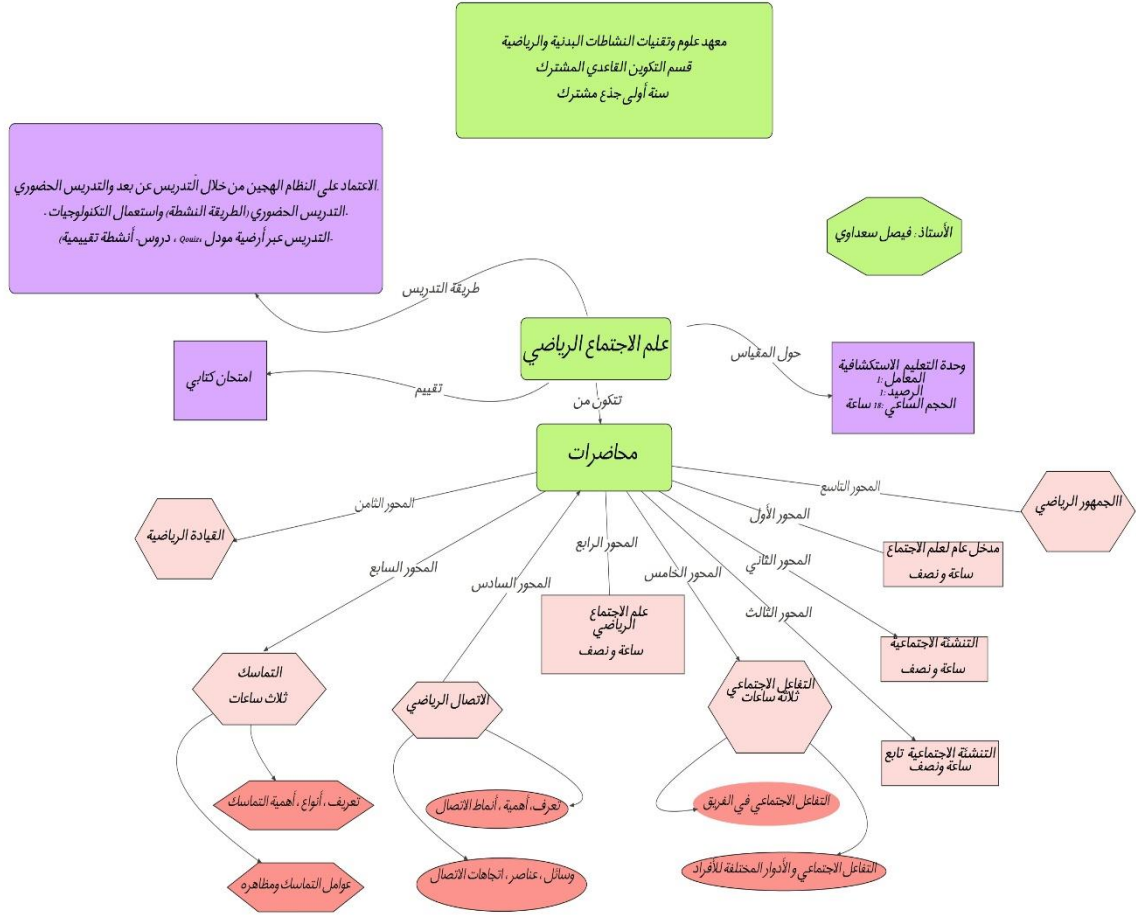 معهد علوم وتقنيات النشاطات البدنية والرياضية
قسم التكوين القاعدي المشترك
سنة أولى جذع مشترك
.الاعتماد على النظام الهجين من خلال التدريس عن بعد والتدريس الحضوري
.التدريس الحضوري (الطريقة النشطة) واستعمال التكنولوجيات -
-التدريس عبر أرضية مودل (Qouiz ، دروس- أنشطة تقييمية)
الأستاذ : فيصل سعداوي
طريقة التدريس
علم الاجتماع الرياضي
حول المقياس
وحدة التعليم الاستكشافية
المعامل :1
الرصيد :1
الحجم الساعي :18 ساعة
امتحان كتابي
تقييم
تتكون من
محاضرات
المحور التاسع
االجمهور الرياضي
المحور الثامن
القيادة الرياضية
المحور الأول
مدخل عام لعلم الاجتماع
ساعة و نصف
المحور الرابع
المحور الثاني
المحور الخامس
المحور السابع
المحور السادس
المحور الثالث
علم الاجتماع
الرياضي
ساعة و نصف
التنشئة الاجتماعية
ساعة و نصف
التماسك
ثلاث ساعات
الاتصال الرياضي
التفاعل الاجتماعي
ثلاثة ساعات
التنشئة الاجتماعية تابع
ساعة ونصف
تعريف ، أنواع ، أهمية التماسك
تعرف، أهمية ، أنماط الاتصال
التفاعل الاجتماعي في الفريق
عوامل التماسك ومظاهره
وسائل ، عناصر ، اتجاهات الاتصال
التفاعل الاجتماعي و الأدوار المختلفة للأفراد